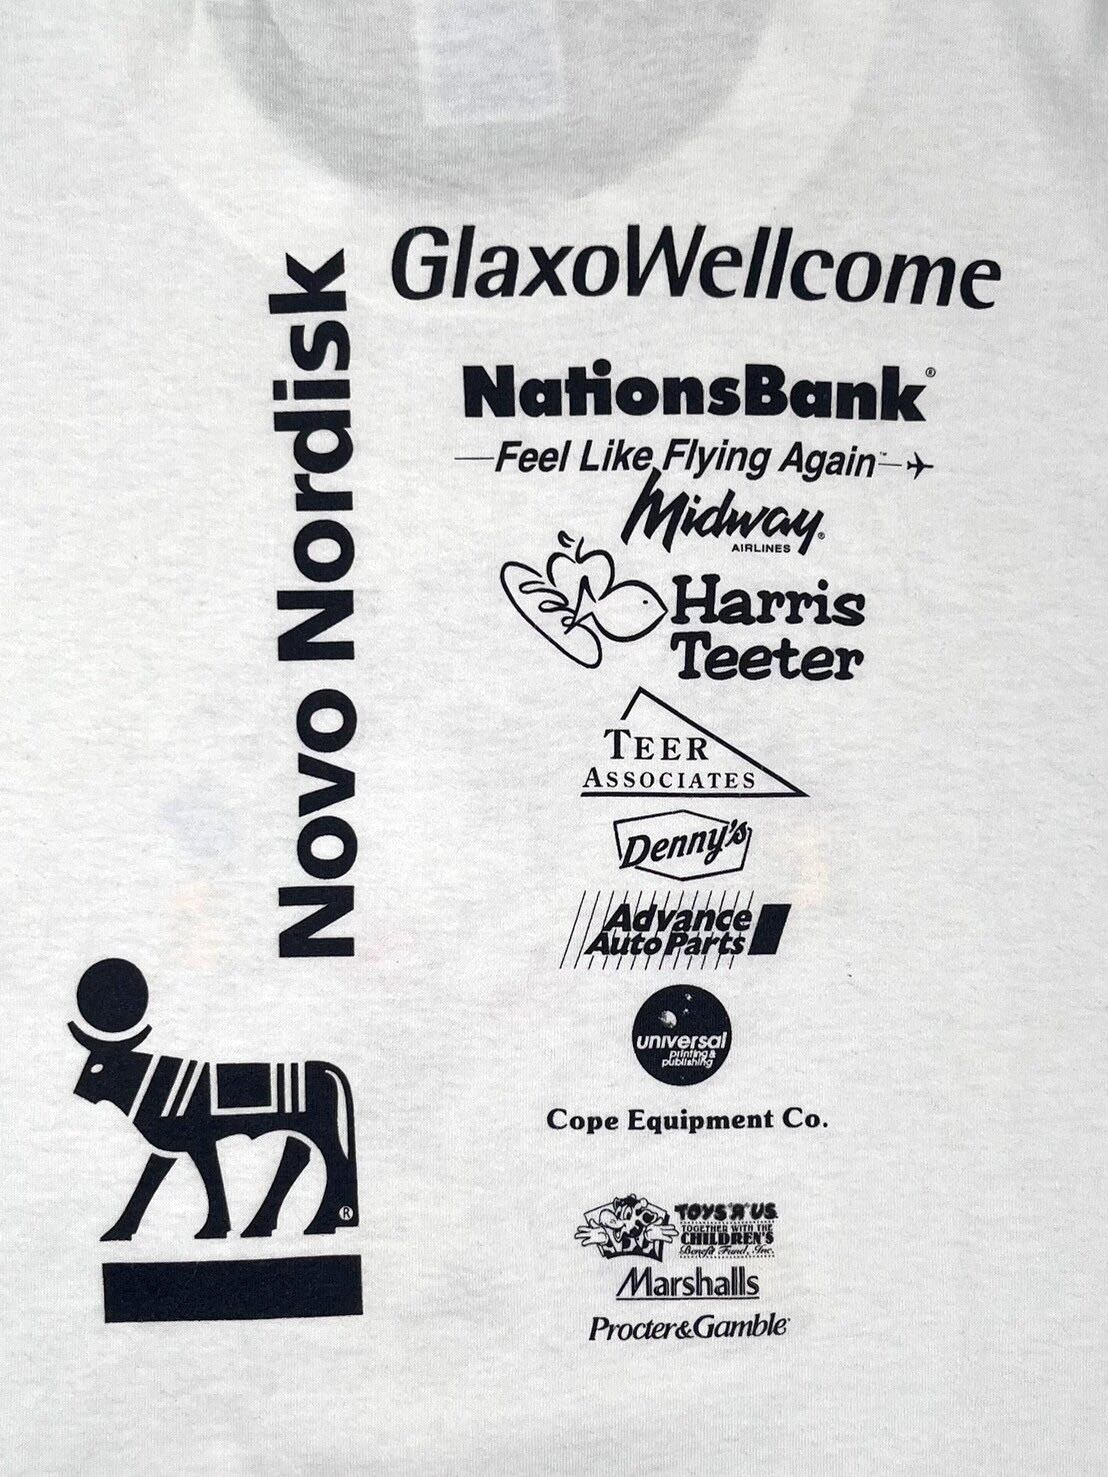 Novo Nordisk
®
GlaxoWellcome
NationsBank®
Feel Like Flying Again™
Midway®
AIRLINES
Harris
Teeter
TEER
ASSOCIATES
Denny's
Advance
Auto Parts
universal
printing &
publishing
Cope Equipment Co.
TOYS"R"US
TOGETHER WITH THE
CHILDREN'S
Benefit Fund, Inc.
Marshalls
Procter&Gamble